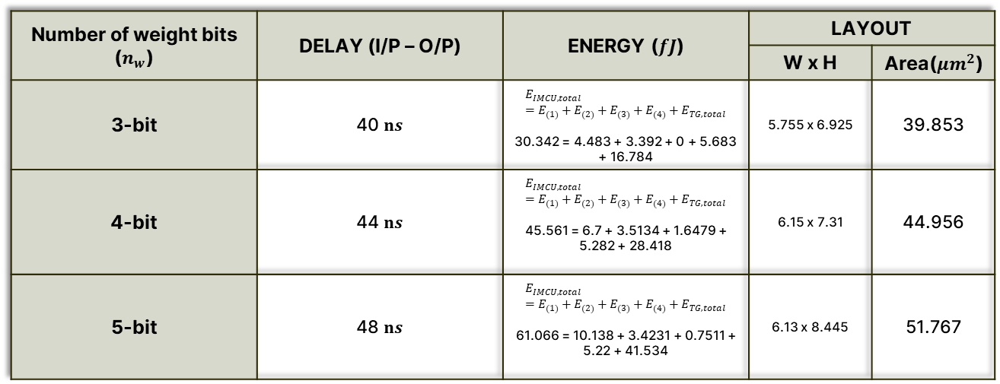 Number of weight bits
(n_w)
DELAY (I/P – O/P)
ENERGY (fJ)
LAYOUT
W x H
Area(μm²)
3-bit
40 ns
E_{IMCU,total}
= E_{(1)} + E_{(2)} + E_{(3)} + E_{(4)} + E_{TG,total}
30.342 = 4.483 + 3.392 + 0 + 5.683
+ 16.784
5.755 x 6.925
39.853
4-bit
44 ns
E_{IMCU,total}
= E_{(1)} + E_{(2)} + E_{(3)} + E_{(4)} + E_{TG,total}
45.561 = 6.7 + 3.5134 + 1.6479 +
5.282 + 28.418
6.15 x 7.31
44.956
5-bit
48 ns
E_{IMCU,total}
= E_{(1)} + E_{(2)} + E_{(3)} + E_{(4)} + E_{TG,total}
61.066 = 10.138 + 3.4231 + 0.7511 +
5.22 + 41.534
6.13 x 8.445
51.767